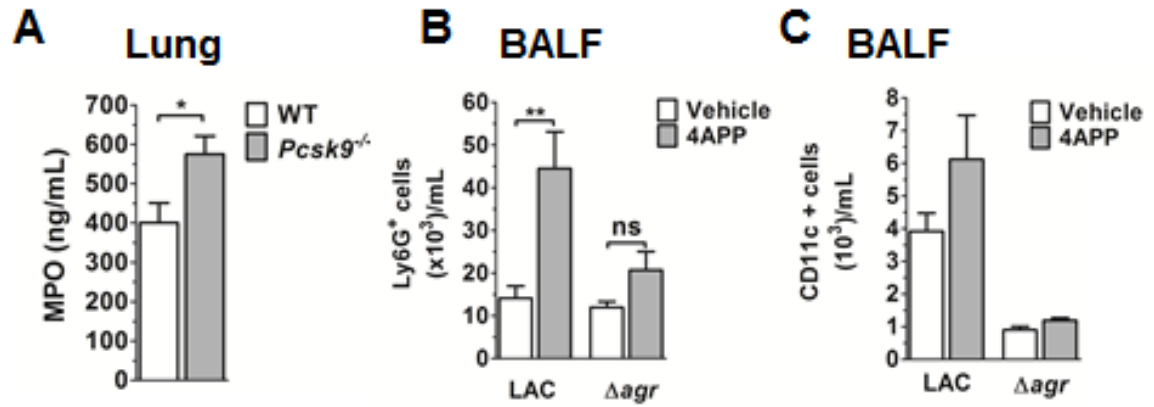 A Lung
MPO (ng/mL)
700
600
500
400
300
200
100
0
*
WT
Pcsk9-/-
B BALF
Ly6G+ cells
(x10³)/mL
60
50
40
30
20
10
0
**
ns
Vehicle
4APP
LAC Δagr
C BALF
CD11c + cells
(10³)/mL
8
7
6
5
4
3
2
1
0
Vehicle
4APP
LAC Δagr